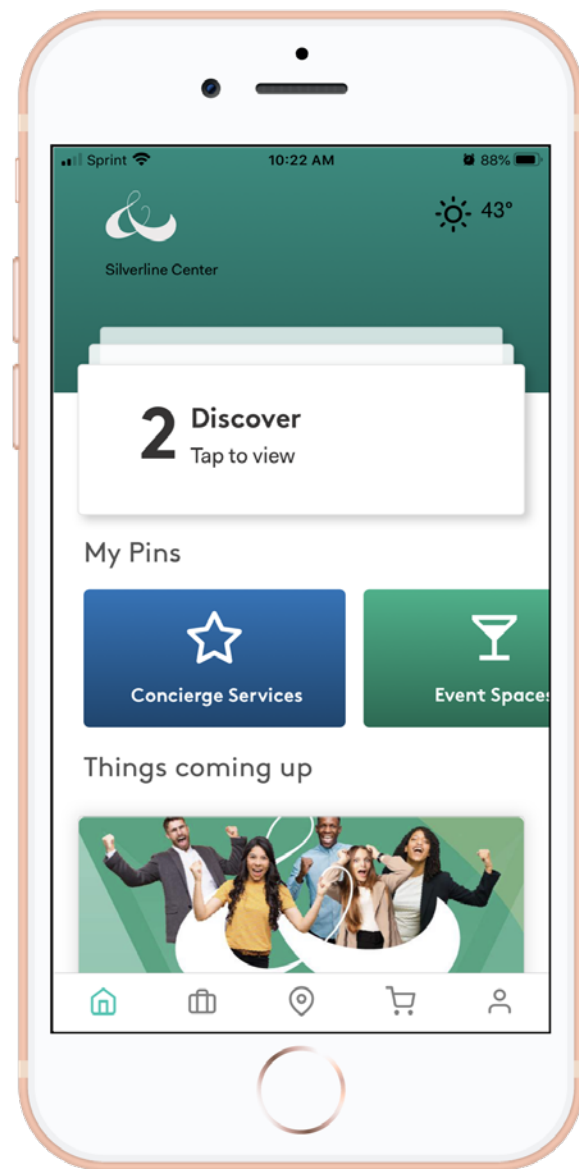 Sprint
10:22 AM
88%
43°
Silverline Center
2
Discover
Tap to view
My Pins
Concierge Services
Event Spaces
Things coming up